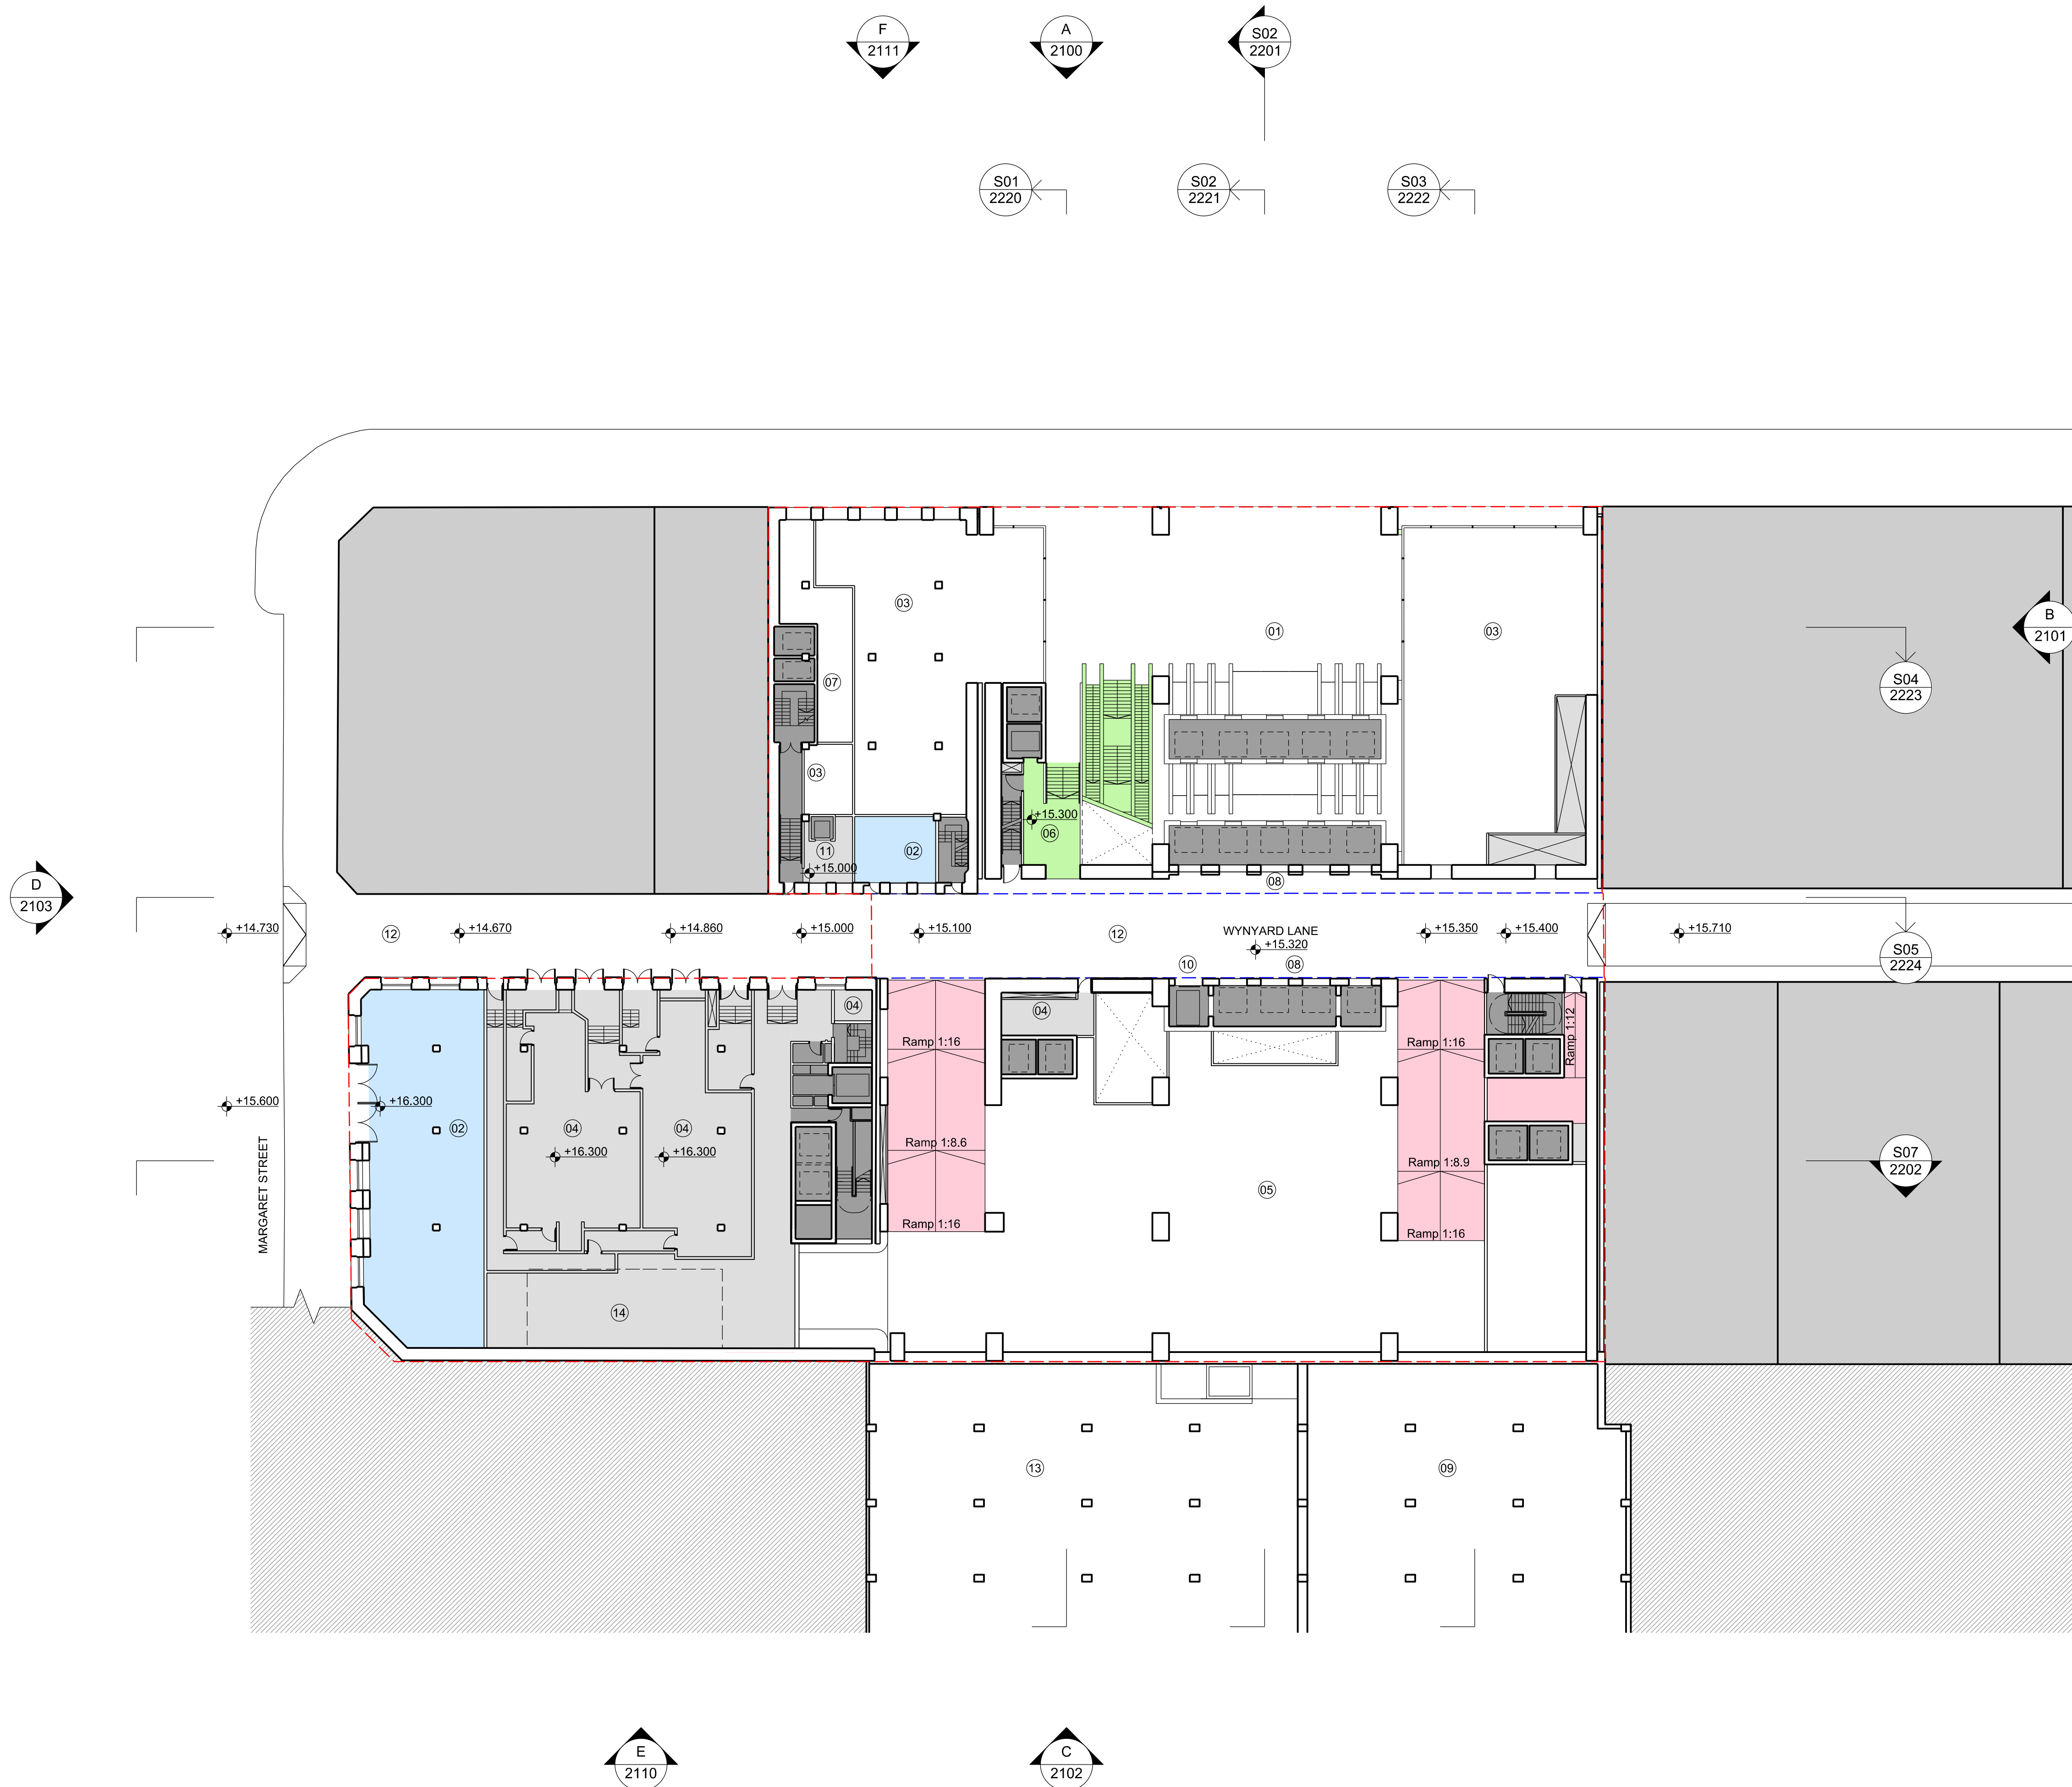 F
2111
A
2100
S02
2201
S01
2220
S02
2221
S03
2222
03
01
03
B
2101
S04
2223
07
03
+15.300
06
11
02
+15.000
08
D
2103
+14.730
12
+14.670
+14.860
+15.000
+15.100
12
WYNYARD LANE
+15.320
+15.350
+15.400
+15.710
S05
2224
10
08
04
04
Ramp 1:16
Ramp 1:16
Ramp 1:12
+15.600
+16.300
02
04
04
+16.300
+16.300
Ramp 1:8.6
Ramp 1:8.9
S07
2202
MARGARET STREET
05
Ramp 1:16
Ramp 1:16
14
13
09
E
2110
C
2102